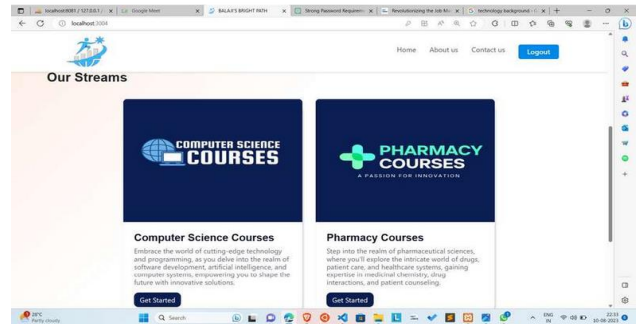 localhost:8081 / 127.0.0.1 /
Google Meet
BALAJI'S BRIGHT PATH
Strong Password Requirem
Revolutionizing the Job Ma
technology background -
localhost:3004
Home About us Contact us Logout
Our Streams
COMPUTER SCIENCE
COURSES
PHARMACY
COURSES
A PASSION FOR INNOVATION
Computer Science Courses
Embrace the world of cutting-edge technology
and programming, as you delve into the realm of
software development, artificial intelligence, and
computer systems, empowering you to shape the
future with innovative solutions.
Get Started
Pharmacy Courses
Step into the realm of pharmaceutical sciences,
where you'll explore the intricate world of drugs,
patient care, and healthcare systems, gaining
expertise in medicinal chemistry, drug
interactions, and patient counseling.
Get Started
28°C
Partly cloudy
Search
ENG
IN
22:53
10-08-2023